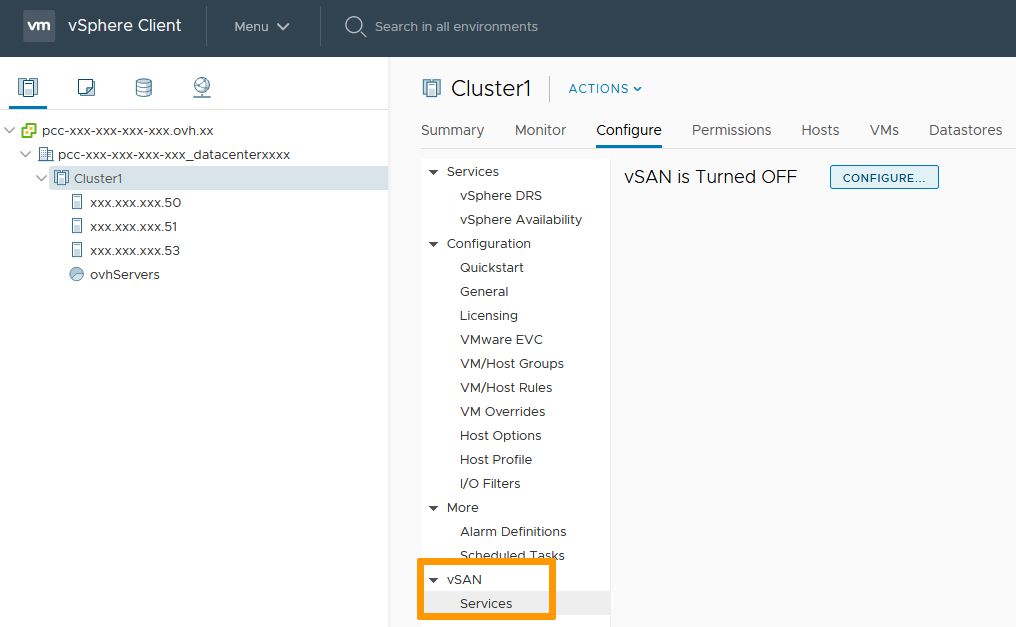 vm vSphere Client Menu Search in all environments
pcc-xxx-xxx-xxx-xxx.ovh.xx
pcc-xxx-xxx-xxx-xxx_datacenterxxxx
Cluster1
xxx.xxx.xxx.50
xxx.xxx.xxx.51
xxx.xxx.xxx.53
ovhServers
Cluster1 ACTIONS
Summary Monitor Configure Permissions Hosts VMs Datastores
Services
vSphere DRS
vSphere Availability
Configuration
Quickstart
General
Licensing
VMware EVC
VM/Host Groups
VM/Host Rules
VM Overrides
Host Options
Host Profile
I/O Filters
More
Alarm Definitions
Scheduled Tasks
vSAN
Services
vSAN is Turned OFF CONFIGURE...